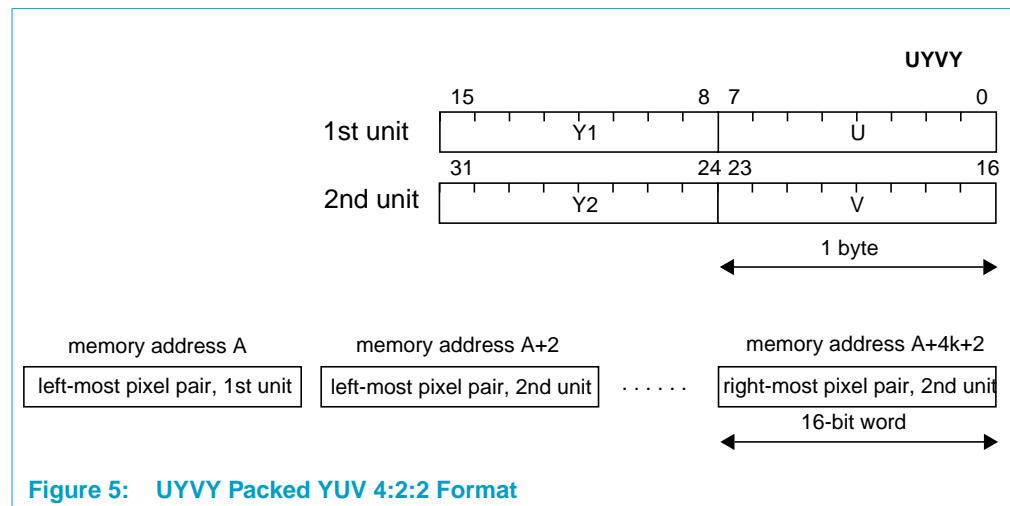 UYVY
15 8 7 0
1st unit Y1 U
31 24 23 16
2nd unit Y2 V
1 byte
memory address A memory address A+2 memory address A+4k+2
left-most pixel pair, 1st unit left-most pixel pair, 2nd unit . . . . . . right-most pixel pair, 2nd unit
16-bit word
Figure 5: UYVY Packed YUV 4:2:2 Format